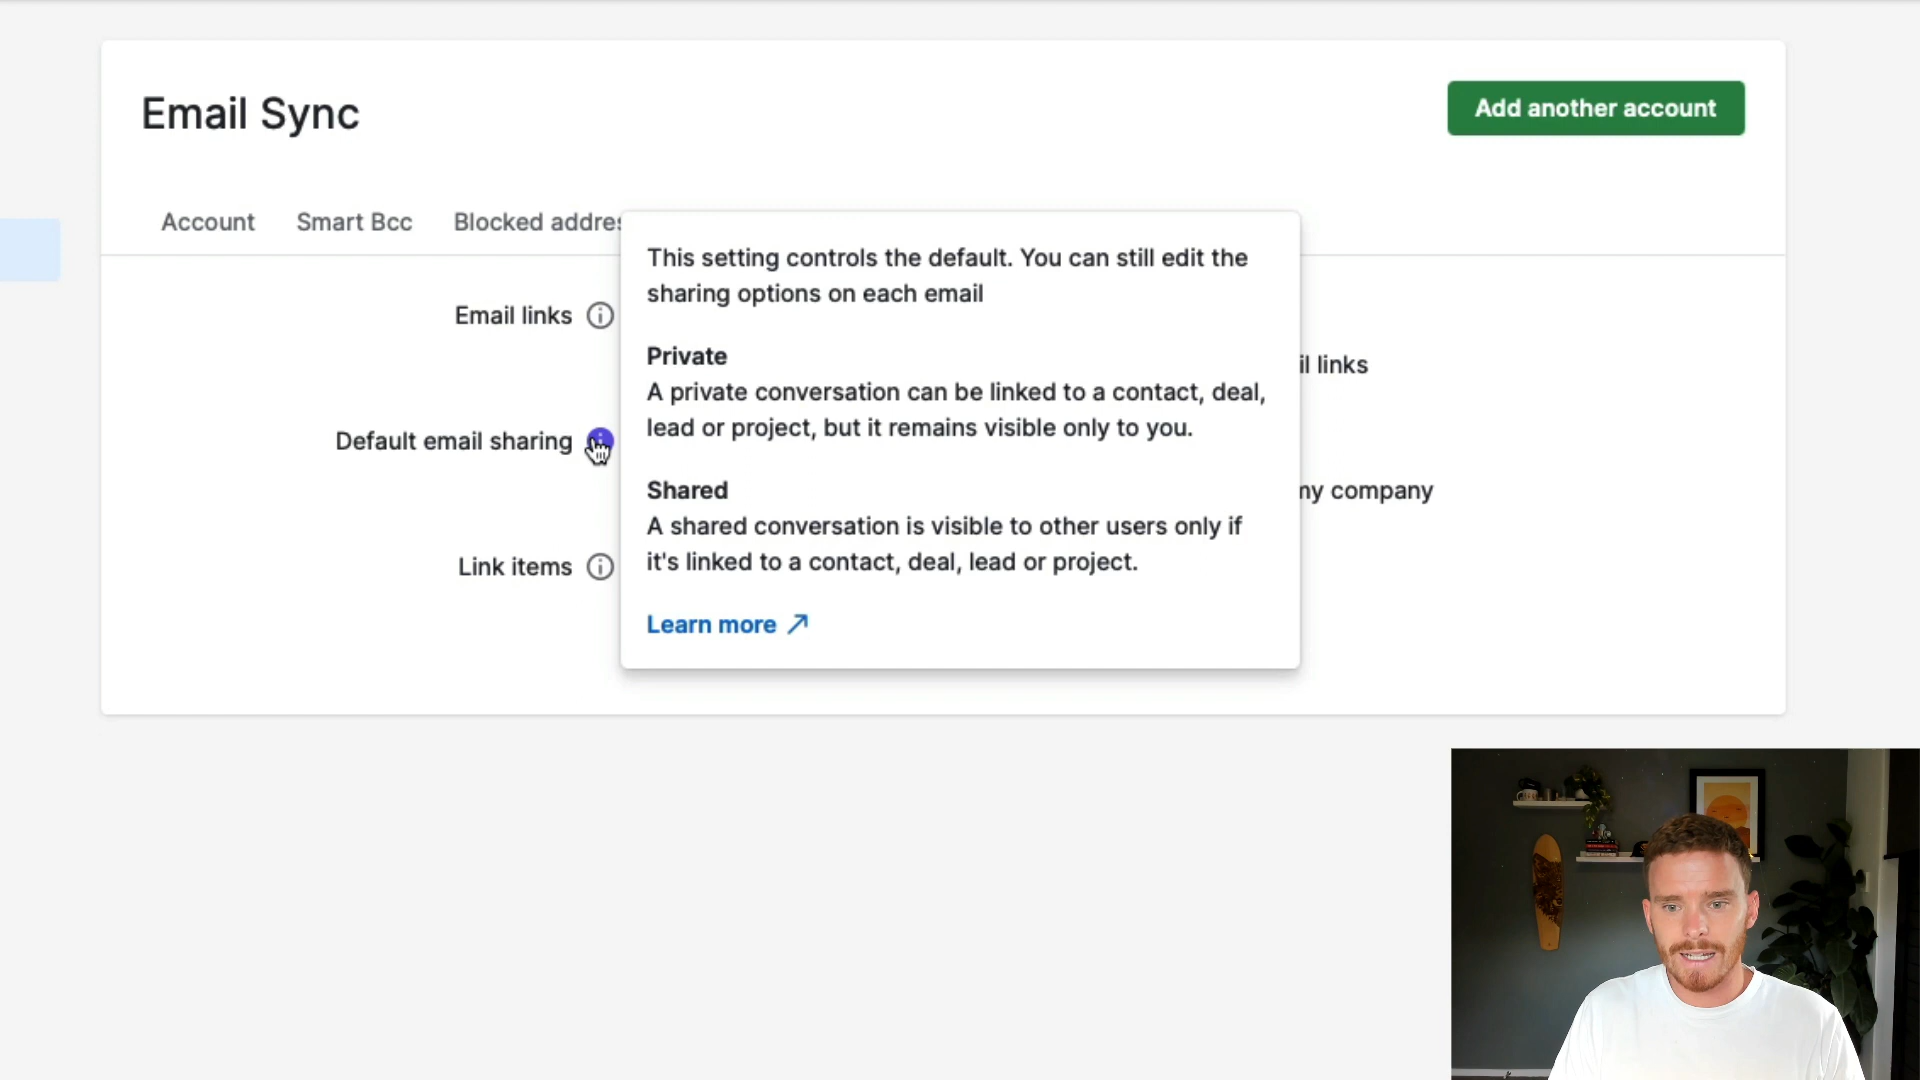 Email Sync
Add another account
Account
Smart Bcc
Blocked addres
This setting controls the default. You can still edit the
sharing options on each email
Email links
Private
il links
A private conversation can be linked to a contact, deal,
lead or project, but it remains visible only to you.
Default email sharing
Shared
my company
A shared conversation is visible to other users only if
it's linked to a contact, deal, lead or project.
Link items
Learn more